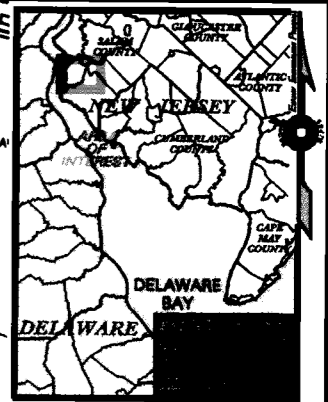 0
SALEM
COUNTY
GLOUCESTER
COUNTY
ATLANTIC
COUNTY
NEW JERSEY
AREA
OF
INTEREST
CUMBERLAND
COUNTY
CAPE
MAY
COUNTY
DELAWARE
BAY
DELAWARE